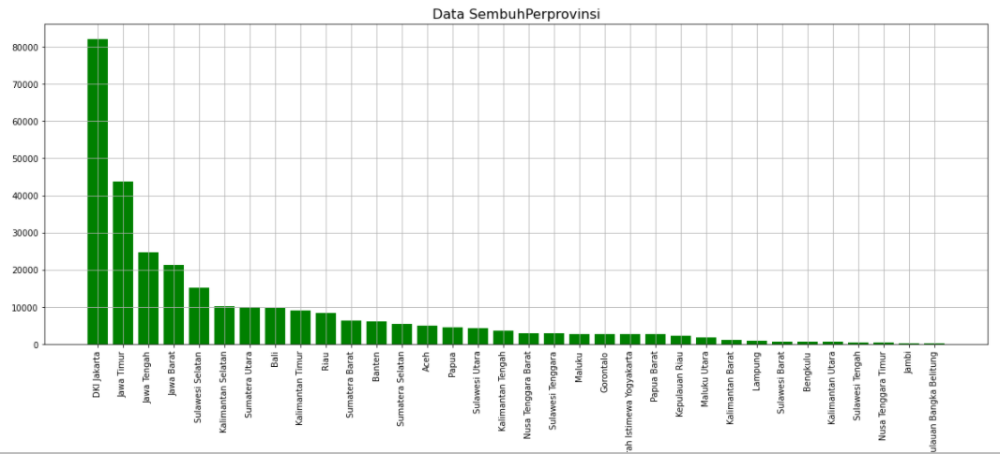 Data SembuhPerprovinsi
80000
70000
60000
50000
40000
30000
20000
10000
0
DKI Jakarta
Jawa Timur
Jawa Tengah
Jawa Barat
Sulawesi Selatan
Kalimantan Selatan
Sumatera Utara
Bali
Kalimantan Timur
Riau
Sumatera Barat
Banten
Sumatera Selatan
Aceh
Papua
Sulawesi Utara
Kalimantan Tengah
Nusa Tenggara Barat
Sulawesi Tenggara
Maluku
Gorontalo
rah Istimewa Yogyakarta
Papua Barat
Kepulauan Riau
Maluku Utara
Kalimantan Barat
Lampung
Sulawesi Barat
Bengkulu
Kalimantan Utara
Sulawesi Tengah
Nusa Tenggara Timur
Jambi
ulauan Bangka Belitung